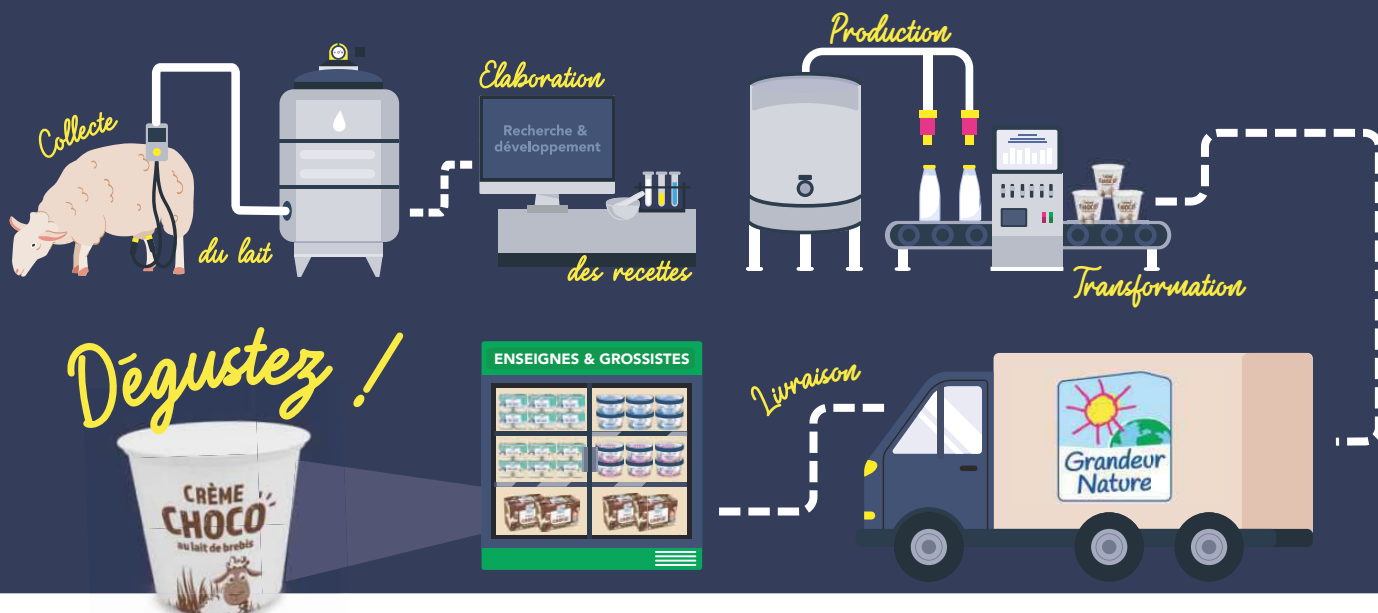 Collecte
du lait
Elaboration
Recherche &
développement
des recettes
Production
Transformation
Livraison
Grandeur
Nature
ENSEIGNES & GROSSISTES
Dégustez !
CRÈME
CHOCO
au lait de brebis